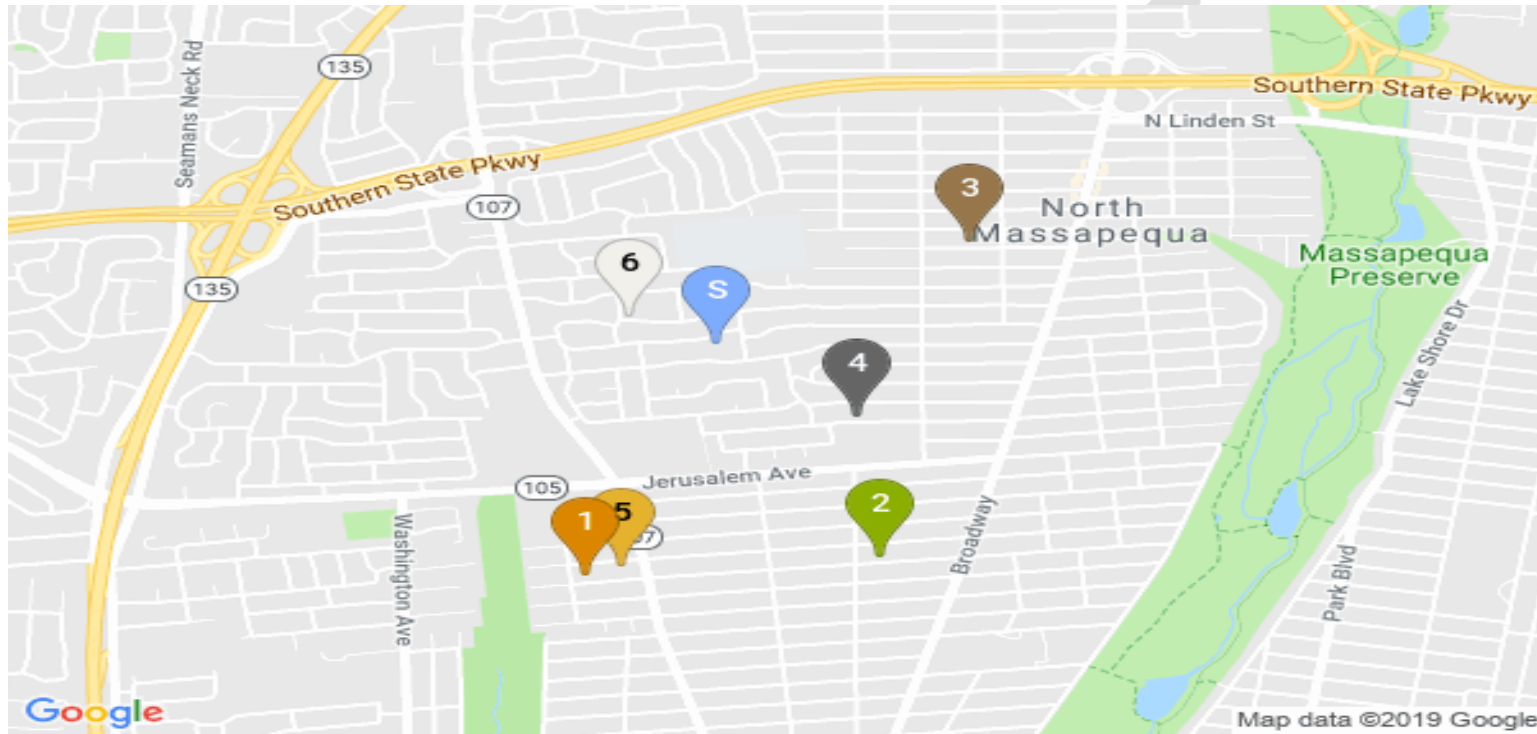 Seamans Neck Rd
135
Southern State Pkwy
N Linden St
Southern State Pkwy
3
107
North
Massapequa
6
S
135
Massapequa
Preserve
4
Lake Shore Dr
Jerusalem Ave
105
1
5
2
Washington Ave
Broadway
Park Blvd
Google
Map data ©2019 Google